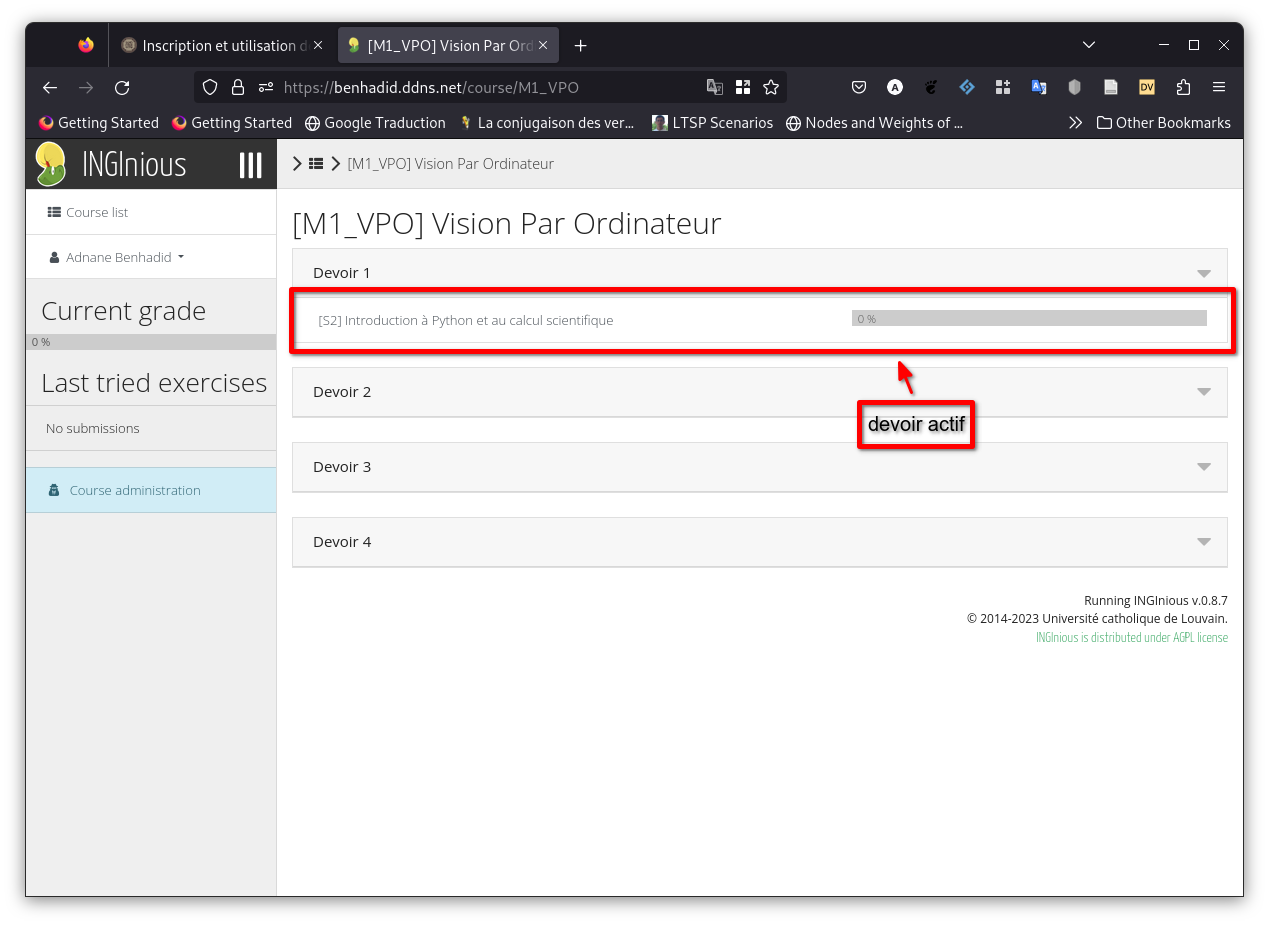 Inscription et utilisation d
[M1_VPO] Vision Par Ord
https://benhadid.ddns.net/course/M1_VPO
DV
Getting Started
Getting Started
Google Traduction
La conjugaison des ver...
LTSP Scenarios
Nodes and Weights of ...
Other Bookmarks
INGInious
[M1_VPO] Vision Par Ordinateur
Course list
Adnane Benhadid
Current grade
0 %
Last tried exercises
No submissions
Course administration
[M1_VPO] Vision Par Ordinateur
Devoir 1
[S2] Introduction à Python et au calcul scientifique
0 %
devoir actif
Devoir 2
Devoir 3
Devoir 4
Running INGInious v.0.8.7
© 2014-2023 Université catholique de Louvain.
INGInious is distributed under AGPL license